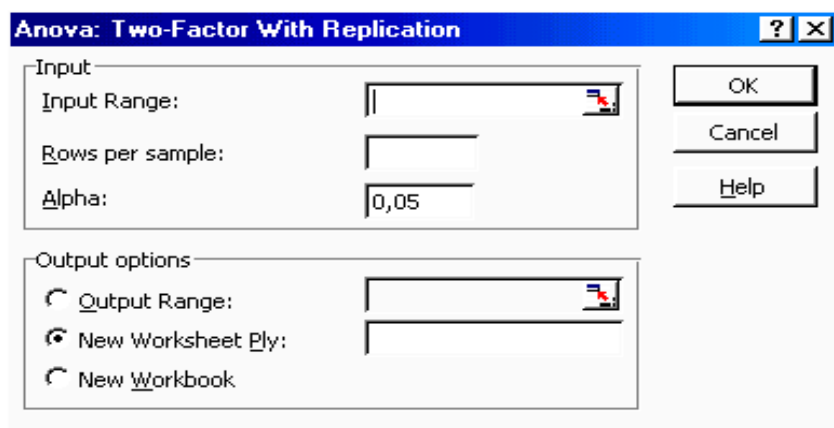 Anova: Two-Factor With Replication
Input
Input Range:
Rows per sample:
Alpha:
0,05
OK
Cancel
Help
Output options
Output Range:
New Worksheet Ply:
New Workbook